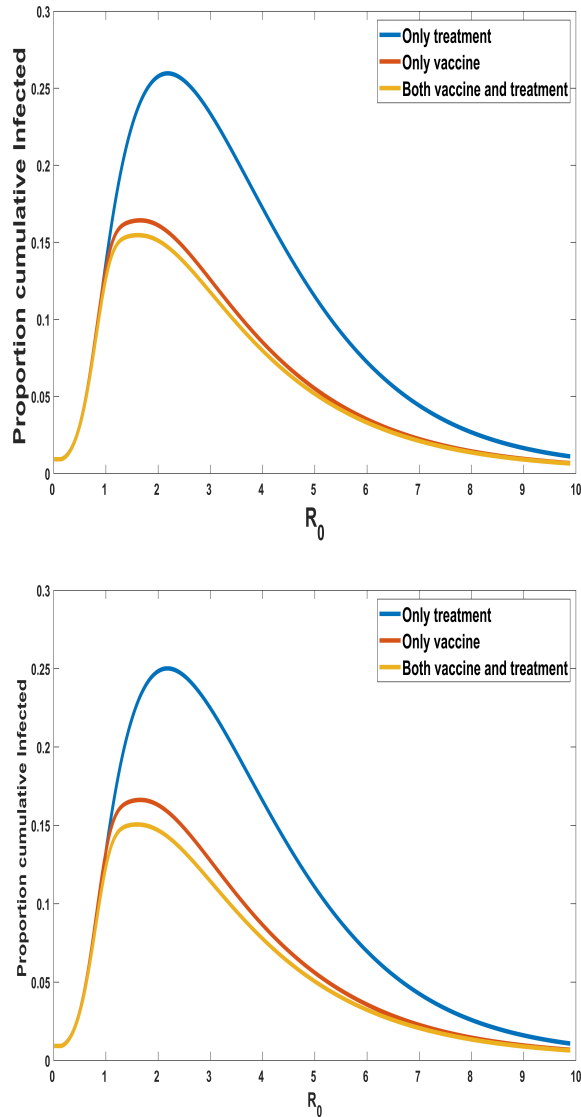 0.3
Only treatment
Only vaccine
Both vaccine and treatment
0.25
0.2
0.15
0.1
0.05
0
Proportion cumulative Infected
0 1 2 3 4 5 6 7 8 9 10
R0
0.3
Only treatment
Only vaccine
Both vaccine and treatment
0.25
0.2
0.15
0.1
0.05
0
Proportion cumulative Infected
0 1 2 3 4 5 6 7 8 9 10
R0